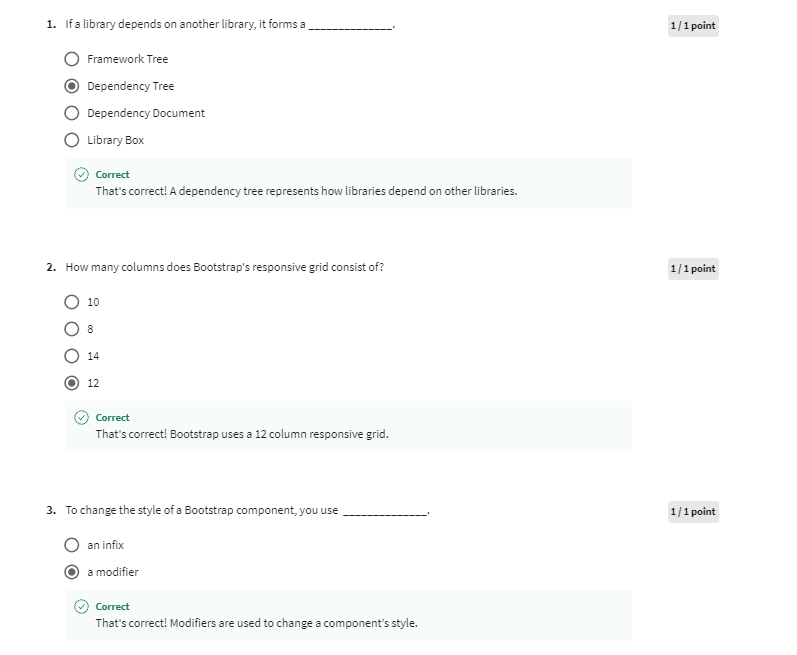 1. If a library depends on another library, it forms a ______________.
1 / 1 point
Framework Tree
Dependency Tree
Dependency Document
Library Box
Correct
That's correct! A dependency tree represents how libraries depend on other libraries.
2. How many columns does Bootstrap's responsive grid consist of?
1 / 1 point
10
8
14
12
Correct
That's correct! Bootstrap uses a 12 column responsive grid.
3. To change the style of a Bootstrap component, you use ______________.
1 / 1 point
an infix
a modifier
Correct
That's correct! Modifiers are used to change a component's style.